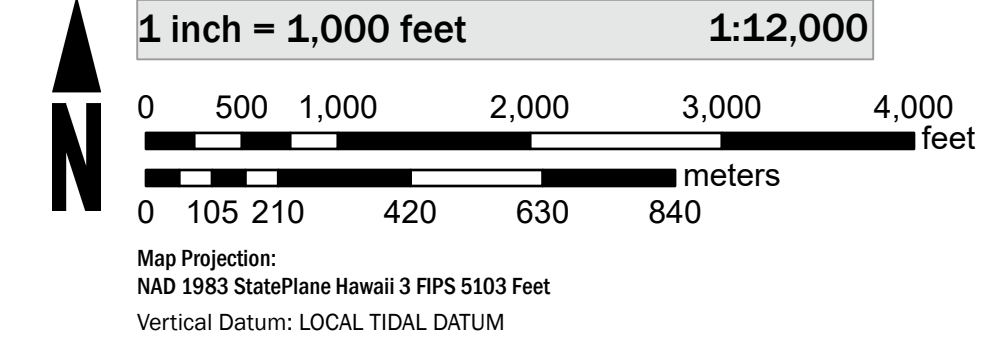 1 inch = 1,000 feet 1:12,000
0 500 1,000 2,000 3,000 4,000
feet
meters
0 105 210 420 630 840
N
Map Projection:
NAD 1983 StatePlane Hawaii 3 FIPS 5103 Feet
Vertical Datum: LOCAL TIDAL DATUM